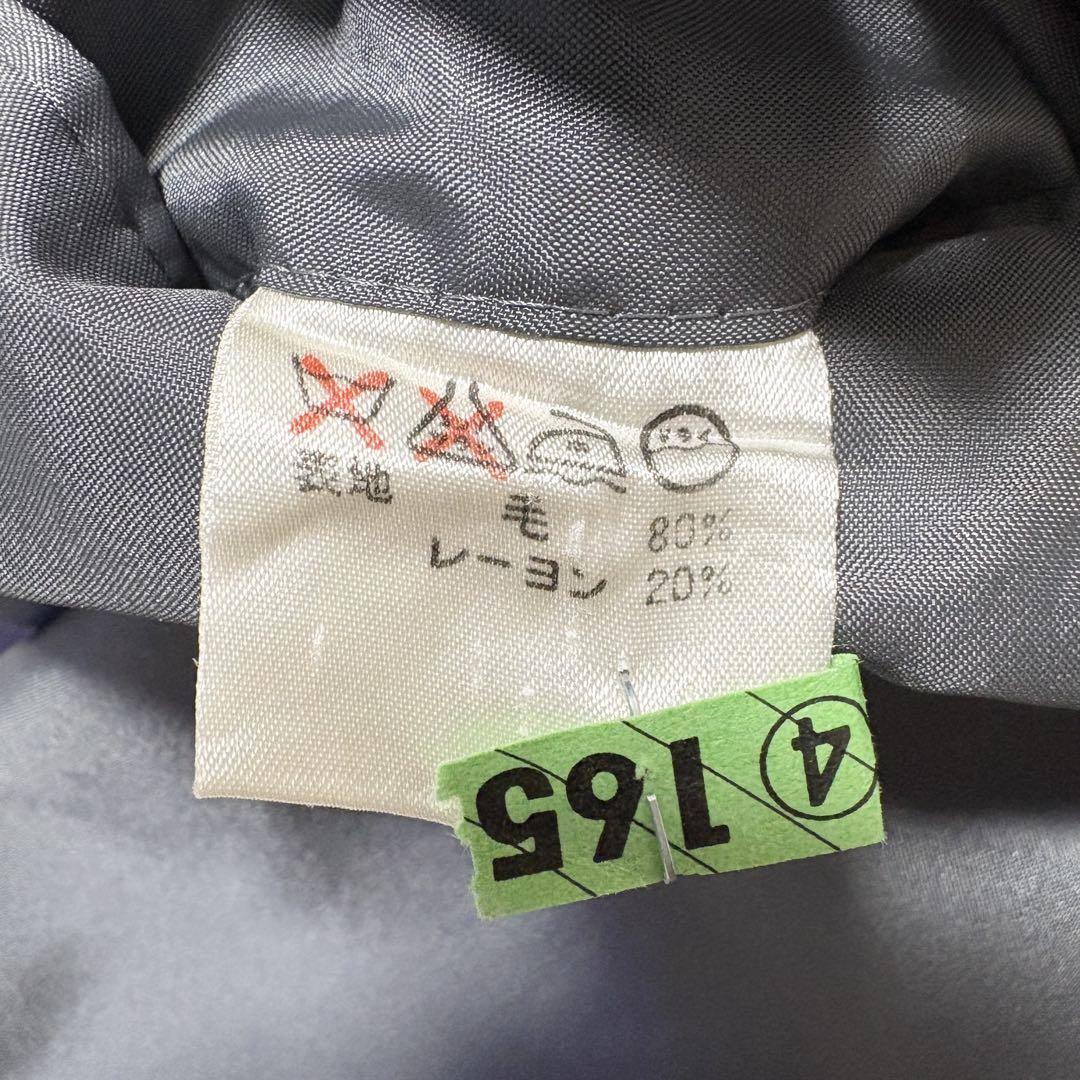 表地
毛 80%
レーヨン 20%
④ 165